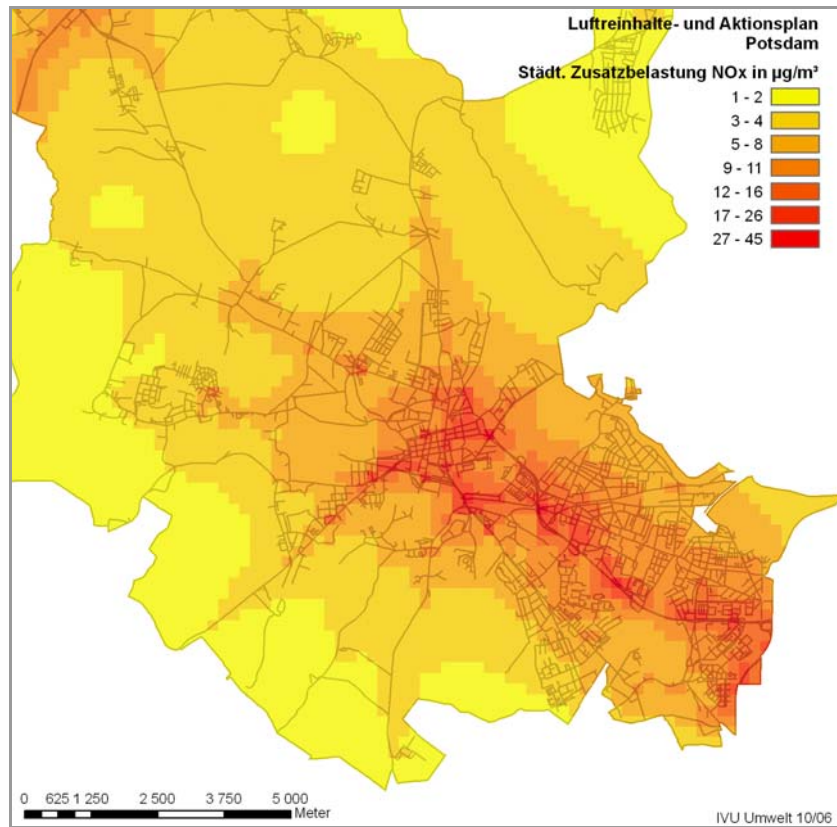 Luftreinhalte- und Aktionsplan
Potsdam
Städt. Zusatzbelastung NOx in µg/m³
1 - 2
3 - 4
5 - 8
9 - 11
12 - 16
17 - 26
27 - 45
0 625 1 250 2 500 3 750 5 000
Meter
IVU Umwelt 10/06